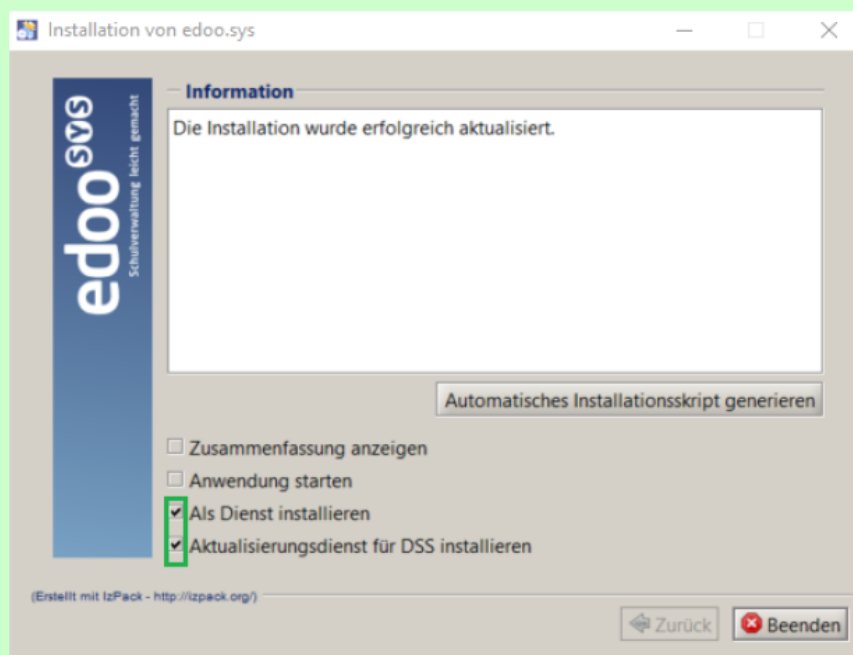 Installation von edoo.sys
edoo sys
Schulverwaltung leicht gemacht
Information
Die Installation wurde erfolgreich aktualisiert.
Automatisches Installationsskript generieren
Zusammenfassung anzeigen
Anwendung starten
Als Dienst installieren
Aktualisierungsdienst für DSS installieren
(Erstellt mit IzPack - http://izpack.org/)
Zurück
Beenden